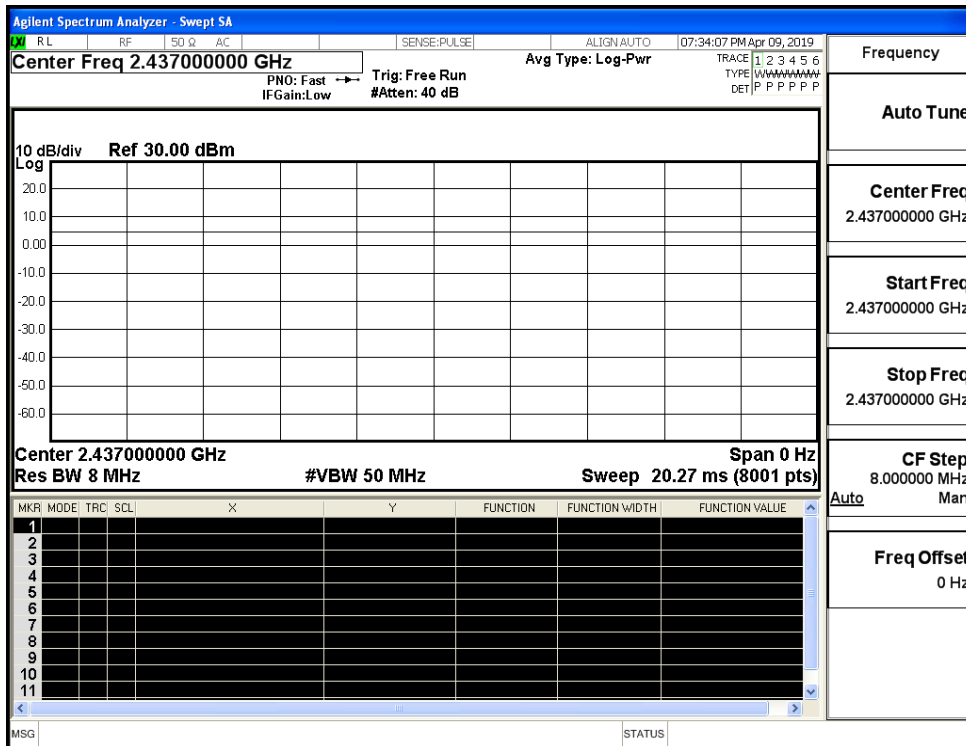 Agilent Spectrum Analyzer - Swept SA
LXI RL RF 50 Ω AC SENSE:PULSE ALIGN AUTO 07:34:07 PM Apr 09, 2019
Center Freq 2.437000000 GHz
PNO: Fast
IFGain:Low
Trig: Free Run
#Atten: 40 dB
Avg Type: Log-Pwr
TRACE 1 2 3 4 5 6
TYPE WWWWWW
DET P P P P P P
10 dB/div Ref 30.00 dBm
Log
20.0
10.0
0.00
-10.0
-20.0
-30.0
-40.0
-50.0
-60.0
Center 2.437000000 GHz Span 0 Hz
Res BW 8 MHz #VBW 50 MHz Sweep 20.27 ms (8001 pts)
MKR MODE TRC SCL X Y FUNCTION FUNCTION WIDTH FUNCTION VALUE
1
2
3
4
5
6
7
8
9
10
11
MSG STATUS
Frequency
Auto Tune
Center Freq
2.437000000 GHz
Start Freq
2.437000000 GHz
Stop Freq
2.437000000 GHz
CF Step
8.000000 MHz
Auto Man
Freq Offset
0 Hz